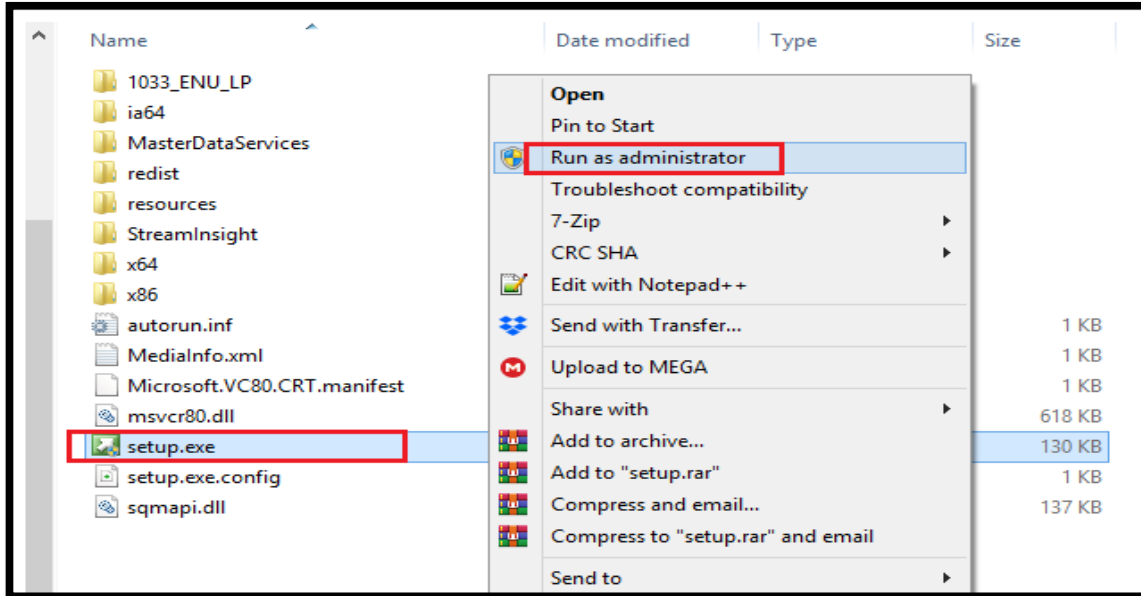 Name Date modified Type Size
1033_ENU_LP
ia64
MasterDataServices
redist
resources
StreamInsight
x64
x86
autorun.inf
MediaInfo.xml
Microsoft.VC80.CRT.manifest
msvcr80.dll
setup.exe
setup.exe.config
sqmapi.dll
Open
Pin to Start
Run as administrator
Troubleshoot compatibility
7-Zip
CRC SHA
Edit with Notepad++
Send with Transfer...
Upload to MEGA
Share with
Add to archive...
Add to "setup.rar"
Compress and email...
Compress to "setup.rar" and email
Send to
1 KB
1 KB
1 KB
618 KB
130 KB
1 KB
137 KB